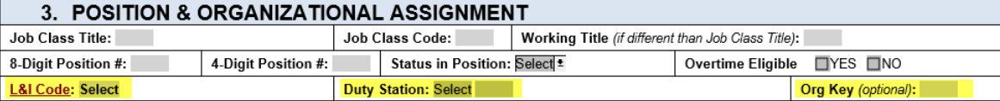 3. POSITION & ORGANIZATIONAL ASSIGNMENT
Job Class Title: Job Class Code: Working Title (if different than Job Class Title):
8-Digit Position #: 4-Digit Position #: Status in Position: Select Overtime Eligible YES NO
L&I Code: Select Duty Station: Select Org Key (optional):